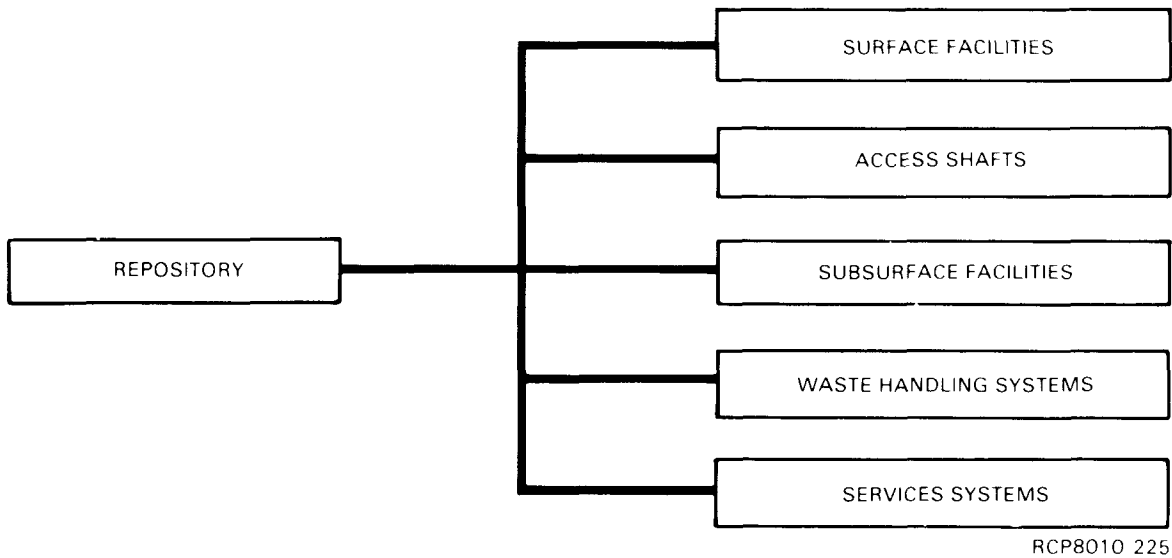 SURFACE FACILITIES
ACCESS SHAFTS
REPOSITORY
SUBSURFACE FACILITIES
WASTE HANDLING SYSTEMS
SERVICES SYSTEMS
RCP8010 225